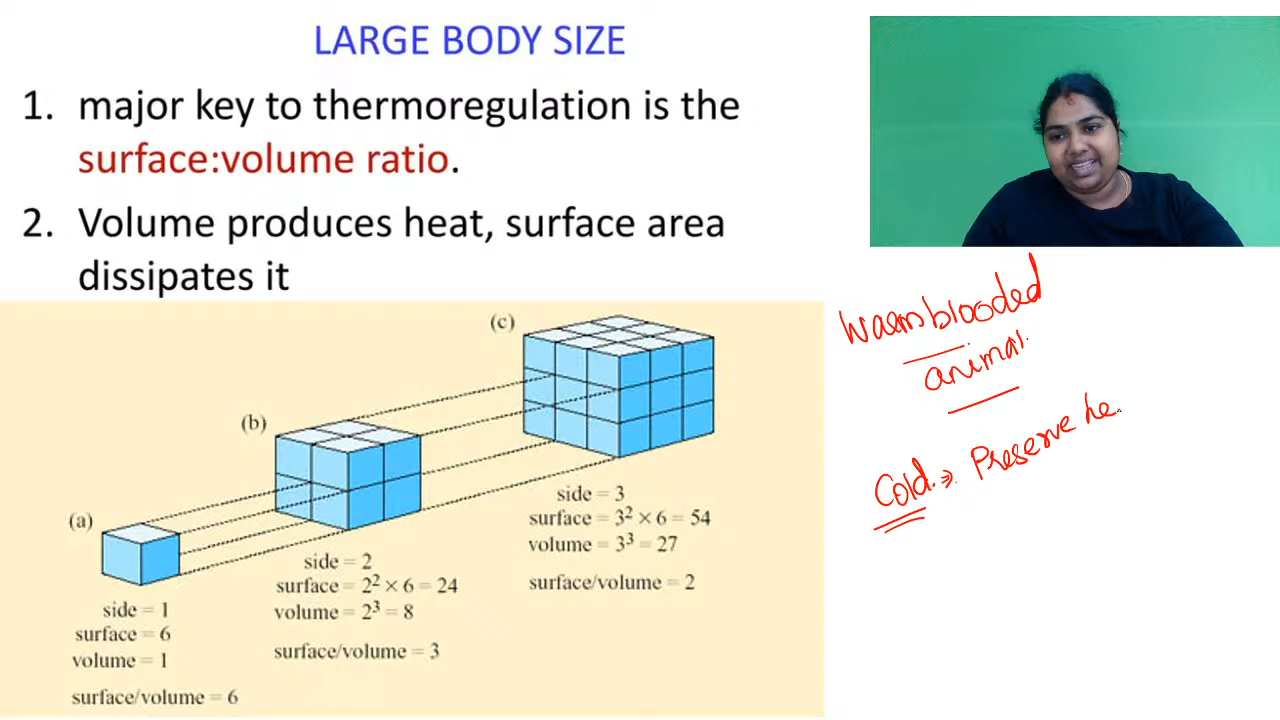 LARGE BODY SIZE
1. major key to thermoregulation is the
surface:volume ratio.
2. Volume produces heat, surface area
dissipates it
(a)
side = 1
surface = 6
volume = 1
surface/volume = 6
(b)
side = 2
surface = 2² × 6 = 24
volume = 2³ = 8
surface/volume = 3
(c)
side = 3
surface = 3² × 6 = 54
volume = 3³ = 27
surface/volume = 2
Warmblooded
animal.
Cold. => Preserve he